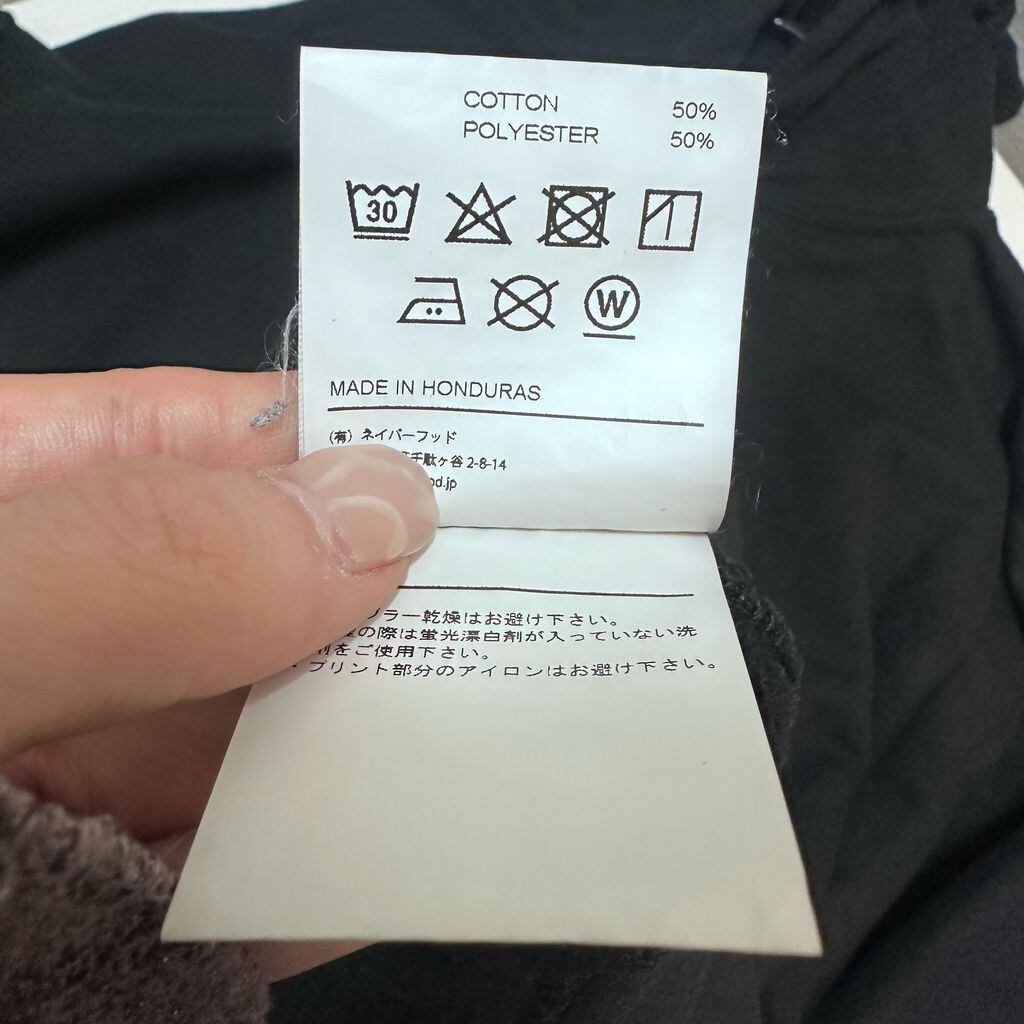 COTTON 50%
POLYESTER 50%
30
W
MADE IN HONDURAS
(有) ネイバーフッド
千駄ヶ谷 2-8-14
d.jp
ラー乾燥はお避け下さい。
の際は蛍光漂白剤が入っていない洗
剤をご使用下さい。
・プリント部分のアイロンはお避け下さい。